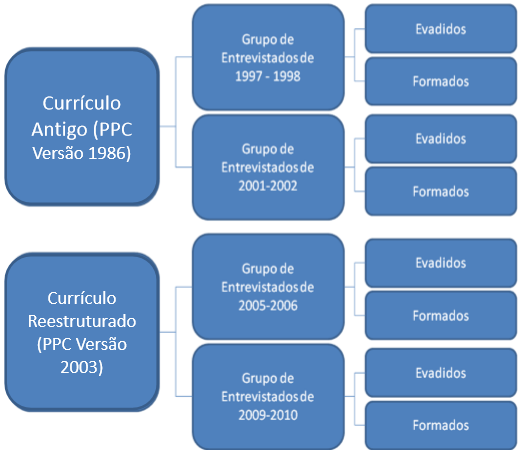 Currículo
Antigo (PPC
Versão 1986)
Grupo de
Entrevistados de
1997 - 1998
Evadidos
Formados
Grupo de
Entrevistados de
2001-2002
Evadidos
Formados
Currículo
Reestruturado
(PPC Versão
2003)
Grupo de
Entrevistados de
2005-2006
Evadidos
Formados
Grupo de
Entrevistados de
2009-2010
Evadidos
Formados